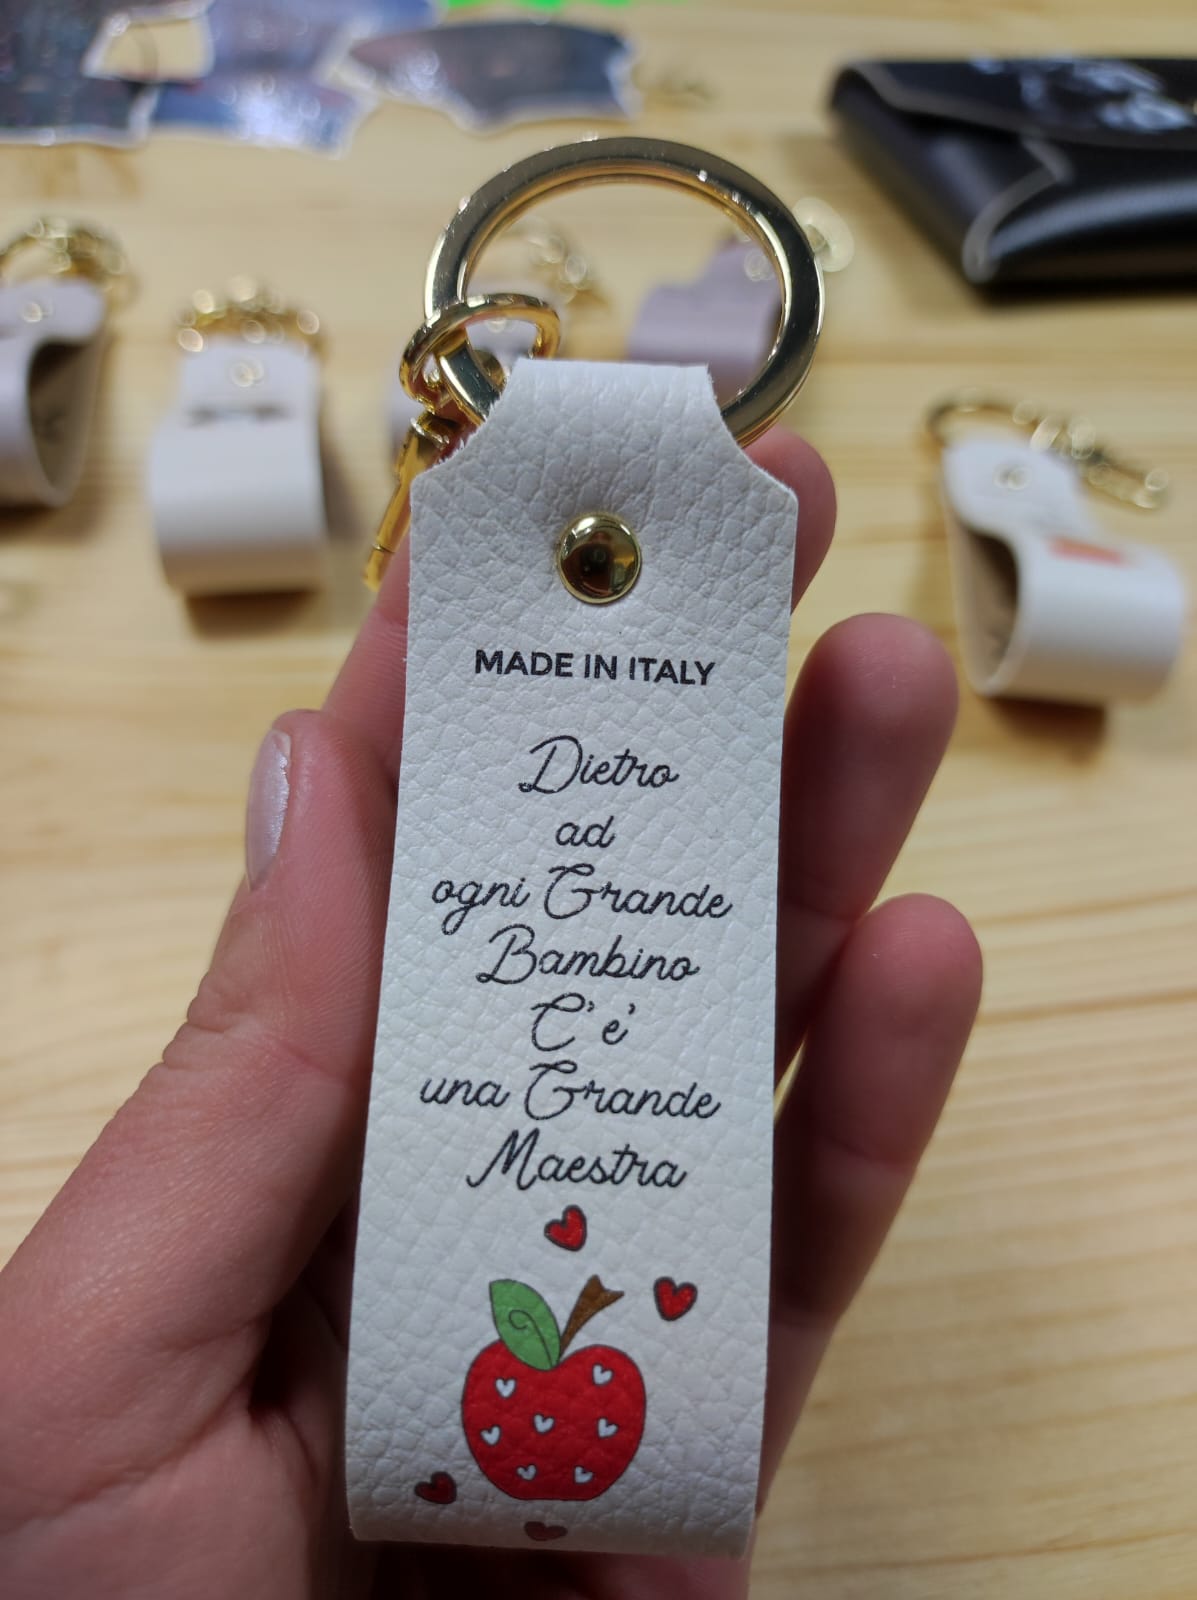 MADE IN ITALY
Dietro
ad
ogni Grande
Bambino
C'e'
una Grande
Maestra